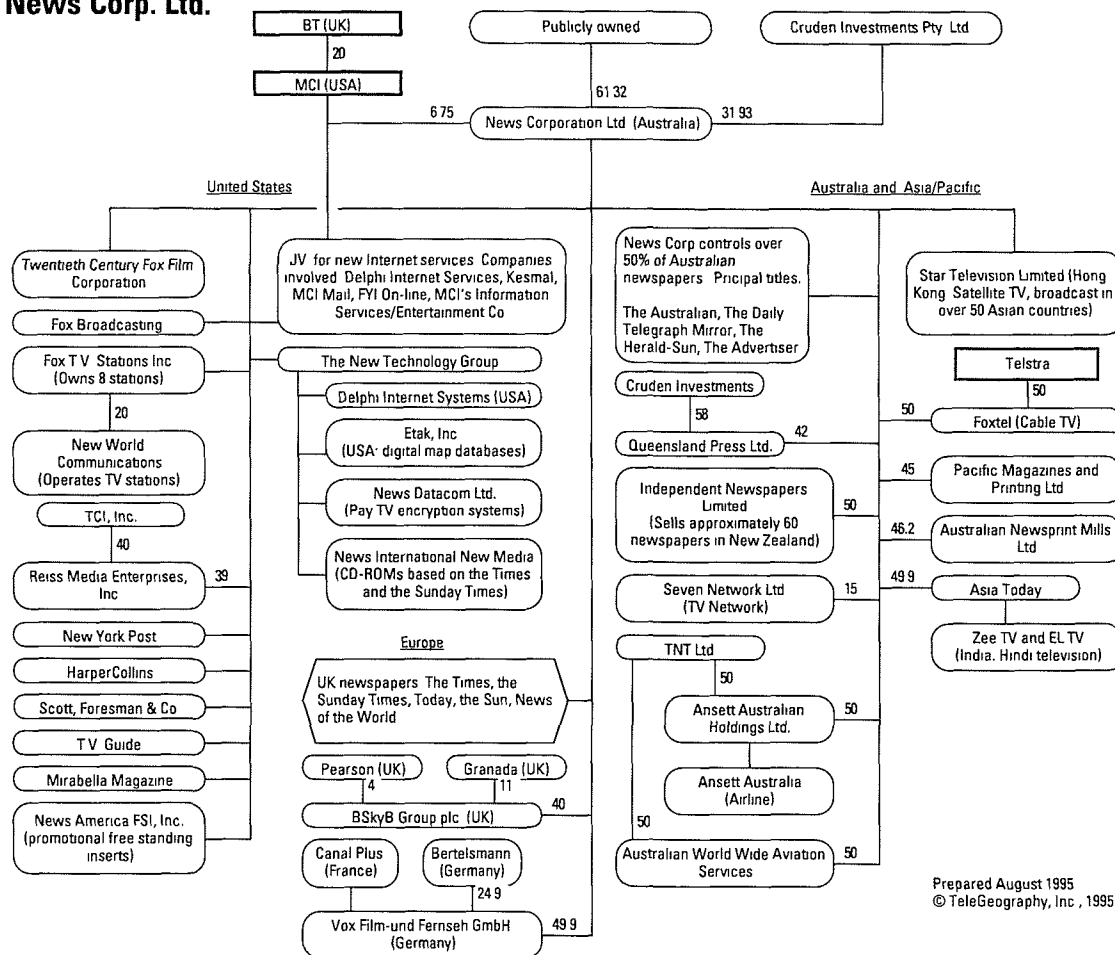 News Corp. Ltd.
BT (UK)
20
MCI (USA)
Publicly owned
Cruden Investments Pty Ltd
6 75
61 32
31 93
News Corporation Ltd (Australia)
United States
Twentieth Century Fox Film
Corporation
Fox Broadcasting
Fox T V Stations Inc
(Owns 8 stations)
20
New World
Communications
(Operates TV stations)
TCI, Inc.
40
Reiss Media Enterprises,
Inc
39
New York Post
HarperCollins
Scott, Foresman & Co
T V Guide
Mirabella Magazine
News America FSI, Inc.
(promotional free standing
inserts)
JV for new Internet services Companies
involved Delphi Internet Services, Kesmal,
MCI Mail, FYI On-line, MCI's Information
Services/Entertainment Co
The New Technology Group
Delphi Internet Systems (USA)
Etak, Inc
(USA· digital map databases)
News Datacom Ltd.
(Pay TV encryption systems)
News International New Media
(CD-ROMs based on the Times
and the Sunday Times)
Europe
UK newspapers The Times, the
Sunday Times, Today, the Sun, News
of the World
Pearson (UK)
4
Granada (UK)
11
BSkyB Group plc (UK)
40
Canal Plus
(France)
Bertelsmann
(Germany)
24 9
Vox Film-und Fernseh GmbH
(Germany)
49 9
Australia and Asia/Pacific
News Corp controls over
50% of Australian
newspapers Pricipal titles.
The Australian, The Daily
Telegraph Mirror, The
Herald-Sun, The Advertiser
Cruden Investments
58
Queensland Press Ltd.
42
Independent Newspapers
Limited
(Sells approximately 60
newspapers in New Zealand)
50
Seven Network Ltd
(TV Network)
15
TNT Ltd
50
Ansett Australian
Holdings Ltd.
50
Ansett Australia
(Airline)
50
Australian World Wide Aviation
Services
50
Star Television Limited (Hong
Kong Satellite TV, broadcast in
over 50 Asian countries)
Telstra
50
50
Foxtel (Cable TV)
45
Pacific Magazines and
Printing Ltd
46.2
Australian Newsprint Mills
Ltd
49 9
Asia Today
Zee TV and EL TV
(India. Hindi television)
Prepared August 1995
© TeleGeography, Inc , 1995